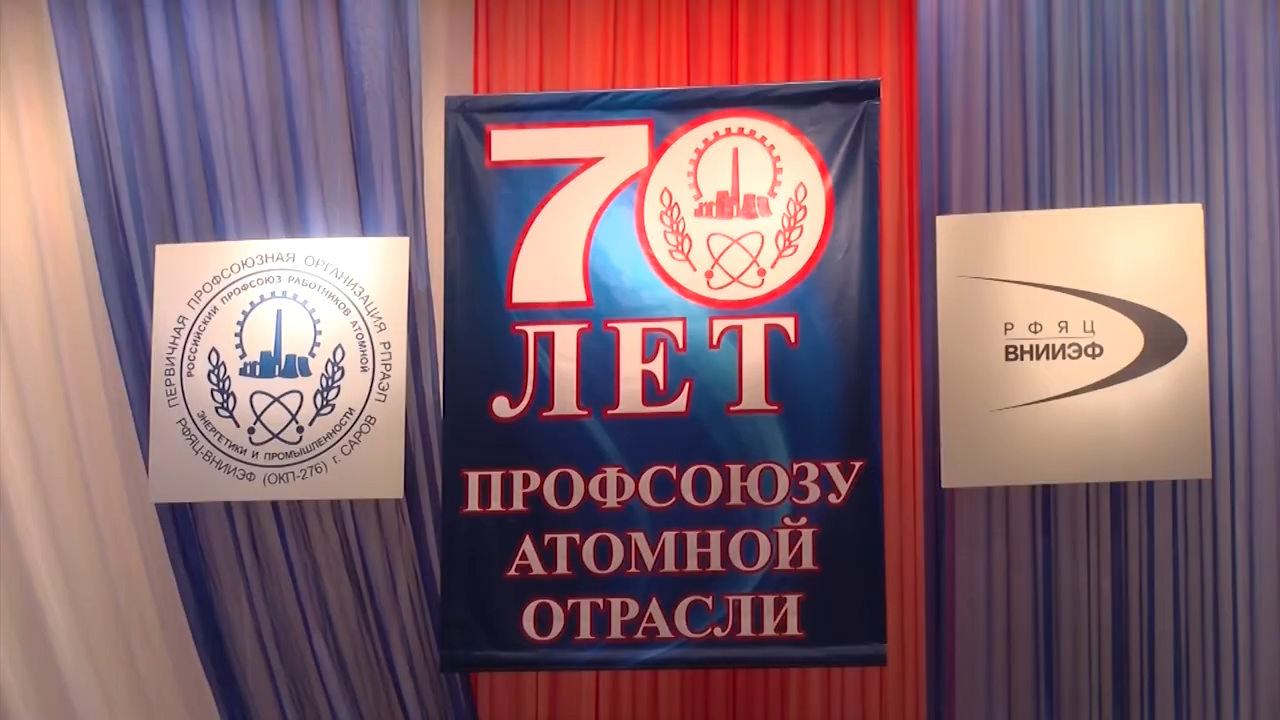 ПЕРВИЧНАЯ ПРОФСОЮЗНАЯ ОРГАНИЗАЦИЯ РПРАЭП
РФЯЦ-ВНИИЭФ (ОКП-276) г. САРОВ
РОССИЙСКИЙ ПРОФСОЮЗ РАБОТНИКОВ АТОМНОЙ
ЭНЕРГЕТИКИ И ПРОМЫШЛЕННОСТИ
70
ЛЕТ
ПРОФСОЮЗУ
АТОМНОЙ
ОТРАСЛИ
РФЯЦ
ВНИИЭФ